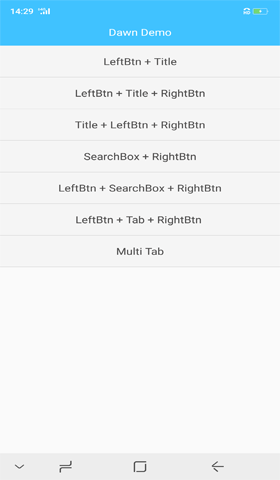 14:29
Dawn Demo
LeftBtn + Title
LeftBtn + Title + RightBtn
Title + LeftBtn + RightBtn
SearchBox + RightBtn
LeftBtn + SearchBox + RightBtn
LeftBtn + Tab + RightBtn
Multi Tab